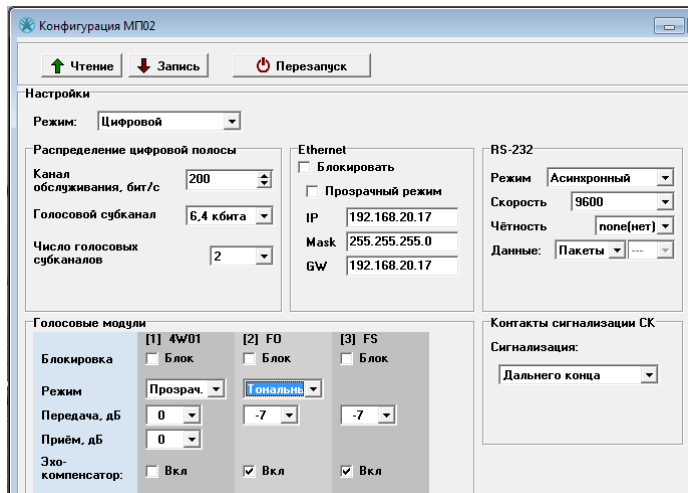 Конфигурация МП02
Чтение Запись Перезапуск
Настройки
Режим: Цифровой
Распределение цифровой полосы
Канал
обслуживания, бит/с 200
Голосовой субканал 6,4 кбита
Число голосовых
субканалов 2
Ethernet
Блокировать
Прозрачный режим
IP 192.168.20.17
Mask 255.255.255.0
GW 192.168.20.17
RS-232
Режим Асинхронный
Скорость 9600
Чётность none(нет)
Данные: Пакеты ---
Голосовые модули
[1] 4W01 [2] FO [3] FS
Блокировка Блок Блок Блок
Режим Прозрач. Тональны
Передача, дБ 0 -7 -7
Приём, дБ 0
Эхо-
компенсатор: Вкл Вкл Вкл
Контакты сигнализации СК
Сигнализация:
Дальнего конца